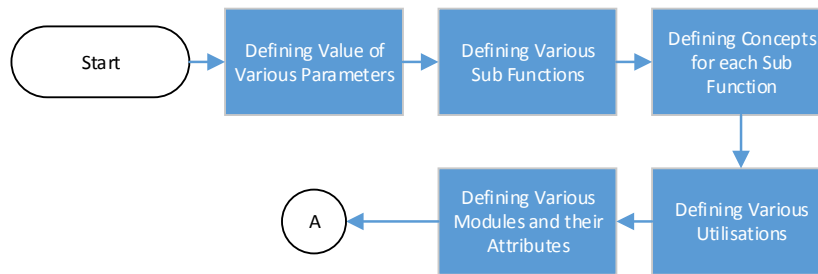 Start
Defining Value of
Various Parameters
Defining Various
Sub Functions
Defining Concepts
for each Sub
Function
Defining Various
Utilisations
Defining Various
Modules and their
Attributes
A